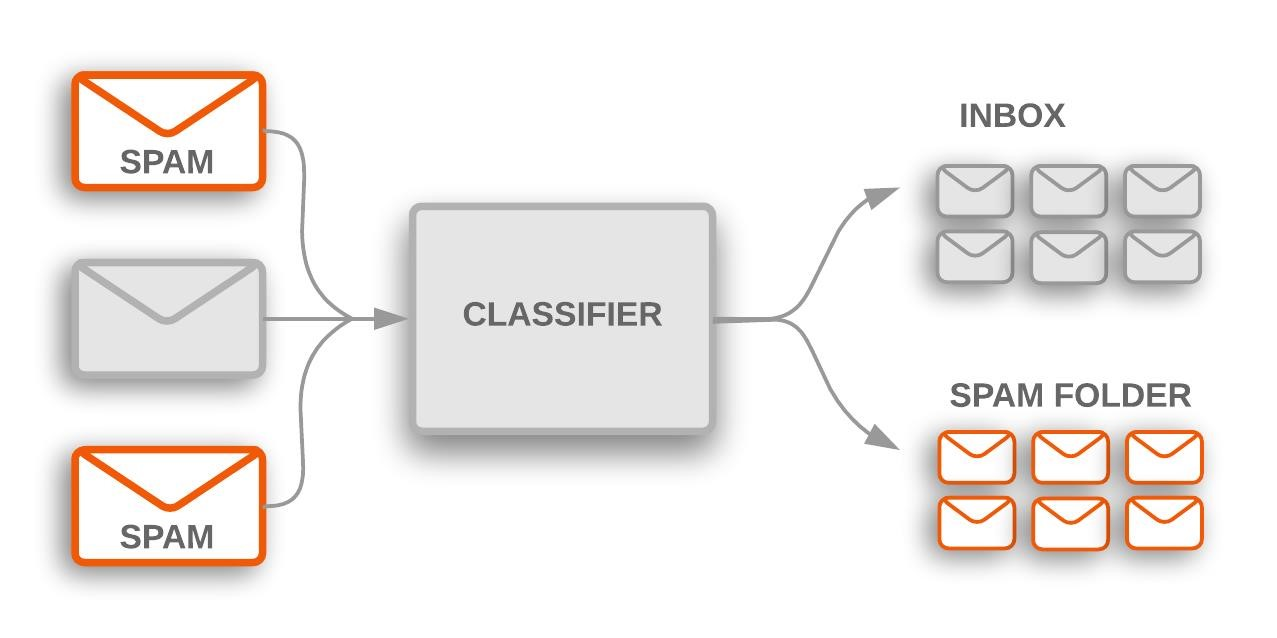 SPAM
SPAM
CLASSIFIER
INBOX
SPAM FOLDER